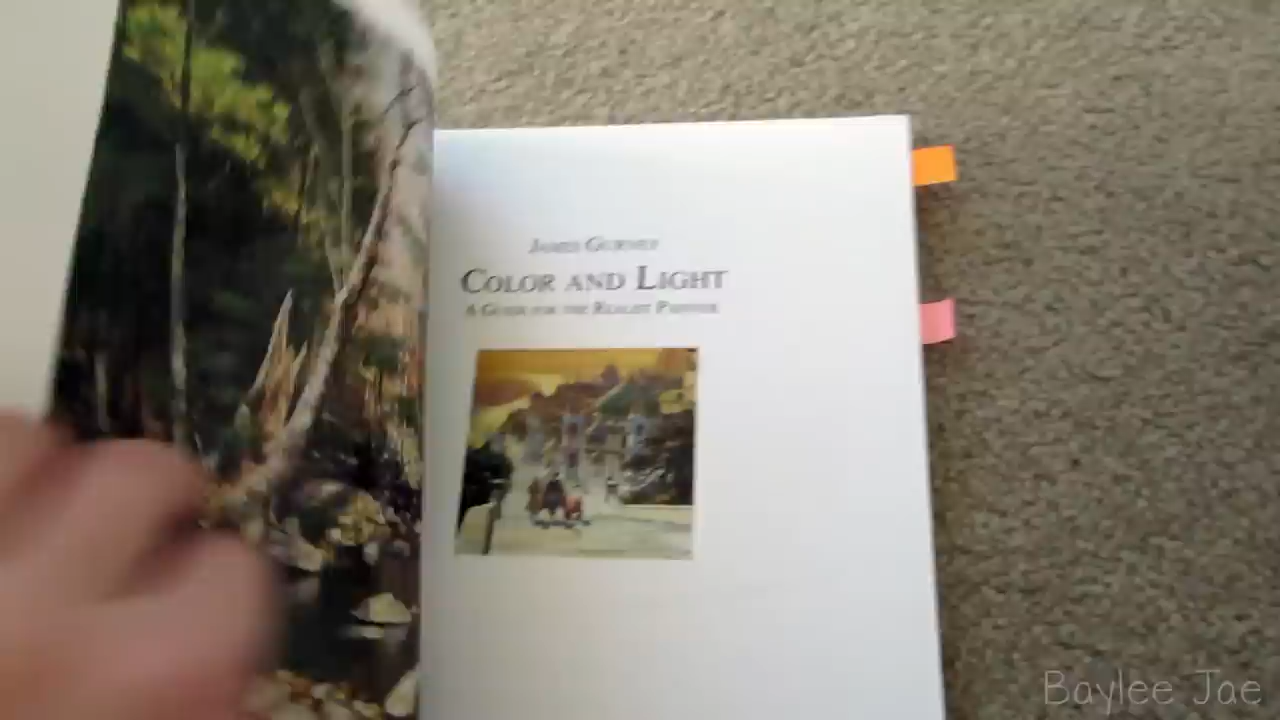 JAMES GURNEY
COLOR AND LIGHT
A GUIDE FOR THE REALIST PAINTER
Baylee Jae